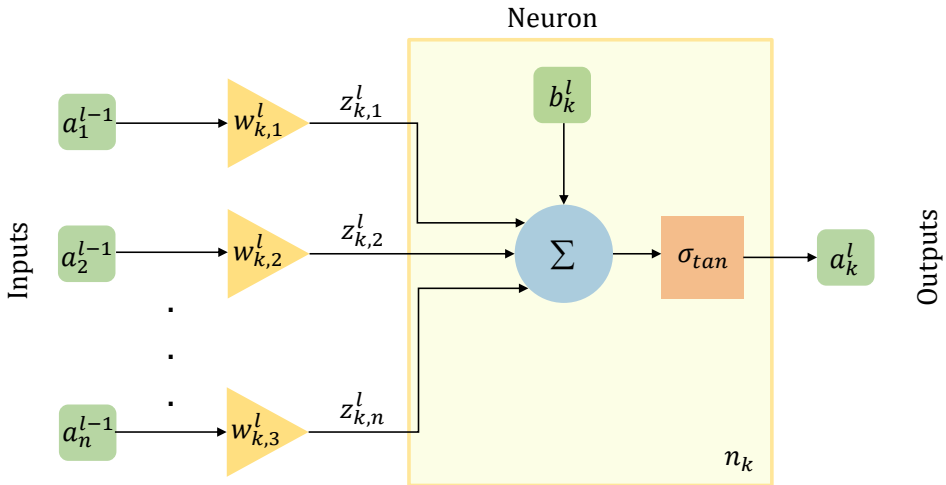 Neuron
a_1^{l-1}
w_{k,1}^l
z_{k,1}^l
b_k^l
Inputs
a_2^{l-1}
w_{k,2}^l
z_{k,2}^l
Σ
σ_{tan}
a_k^l
Outputs
.
.
.
a_n^{l-1}
w_{k,3}^l
z_{k,n}^l
n_k